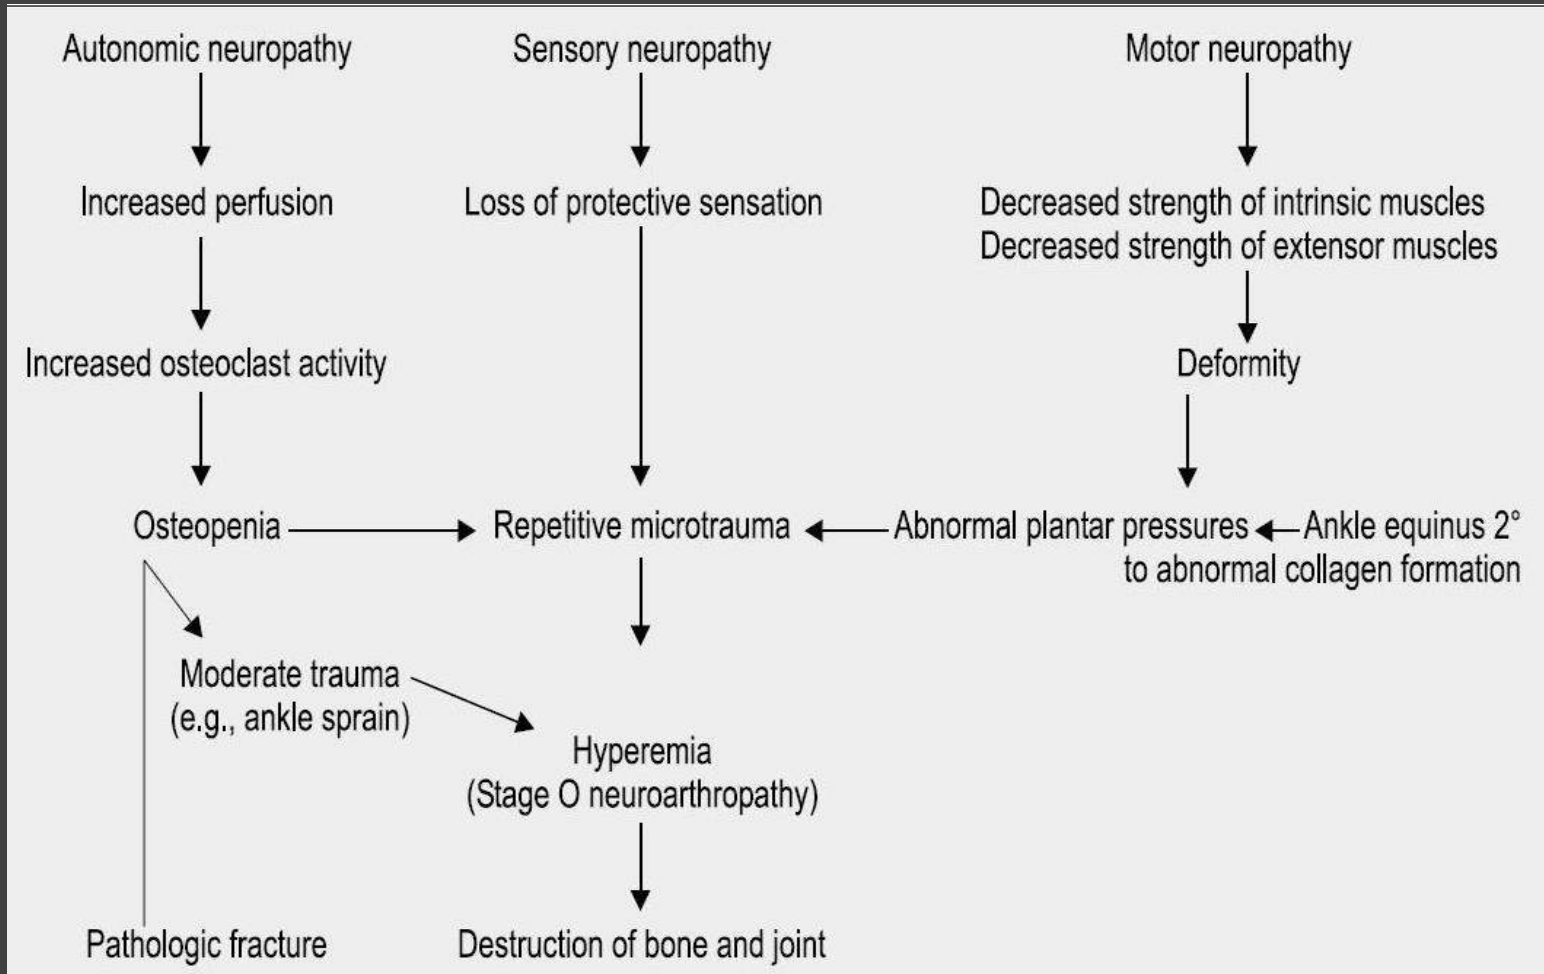 Autonomic neuropathy
Sensory neuropathy
Motor neuropathy
Increased perfusion
Loss of protective sensation
Decreased strength of intrinsic muscles
Decreased strength of extensor muscles
Increased osteoclast activity
Deformity
Osteopenia
Repetitive microtrauma
Abnormal plantar pressures
Ankle equinus 2°
to abnormal collagen formation
Moderate trauma
(e.g., ankle sprain)
Hyperemia
(Stage O neuroarthropathy)
Pathologic fracture
Destruction of bone and joint